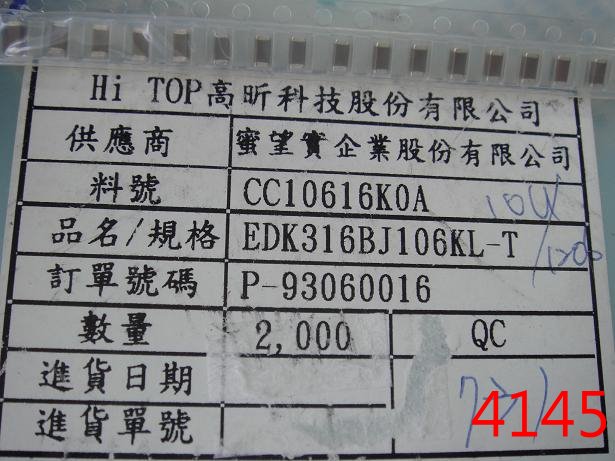 Hi TOP高昕科技股份有限公司
供應商 蜜望實企業股份有限公司
料號 CC10616K0A 10U
品名/規格 EDK316BJ106KL-T /1206
訂單號碼 P-93060016
數量 2,000 QC
進貨日期
進貨單號
4145